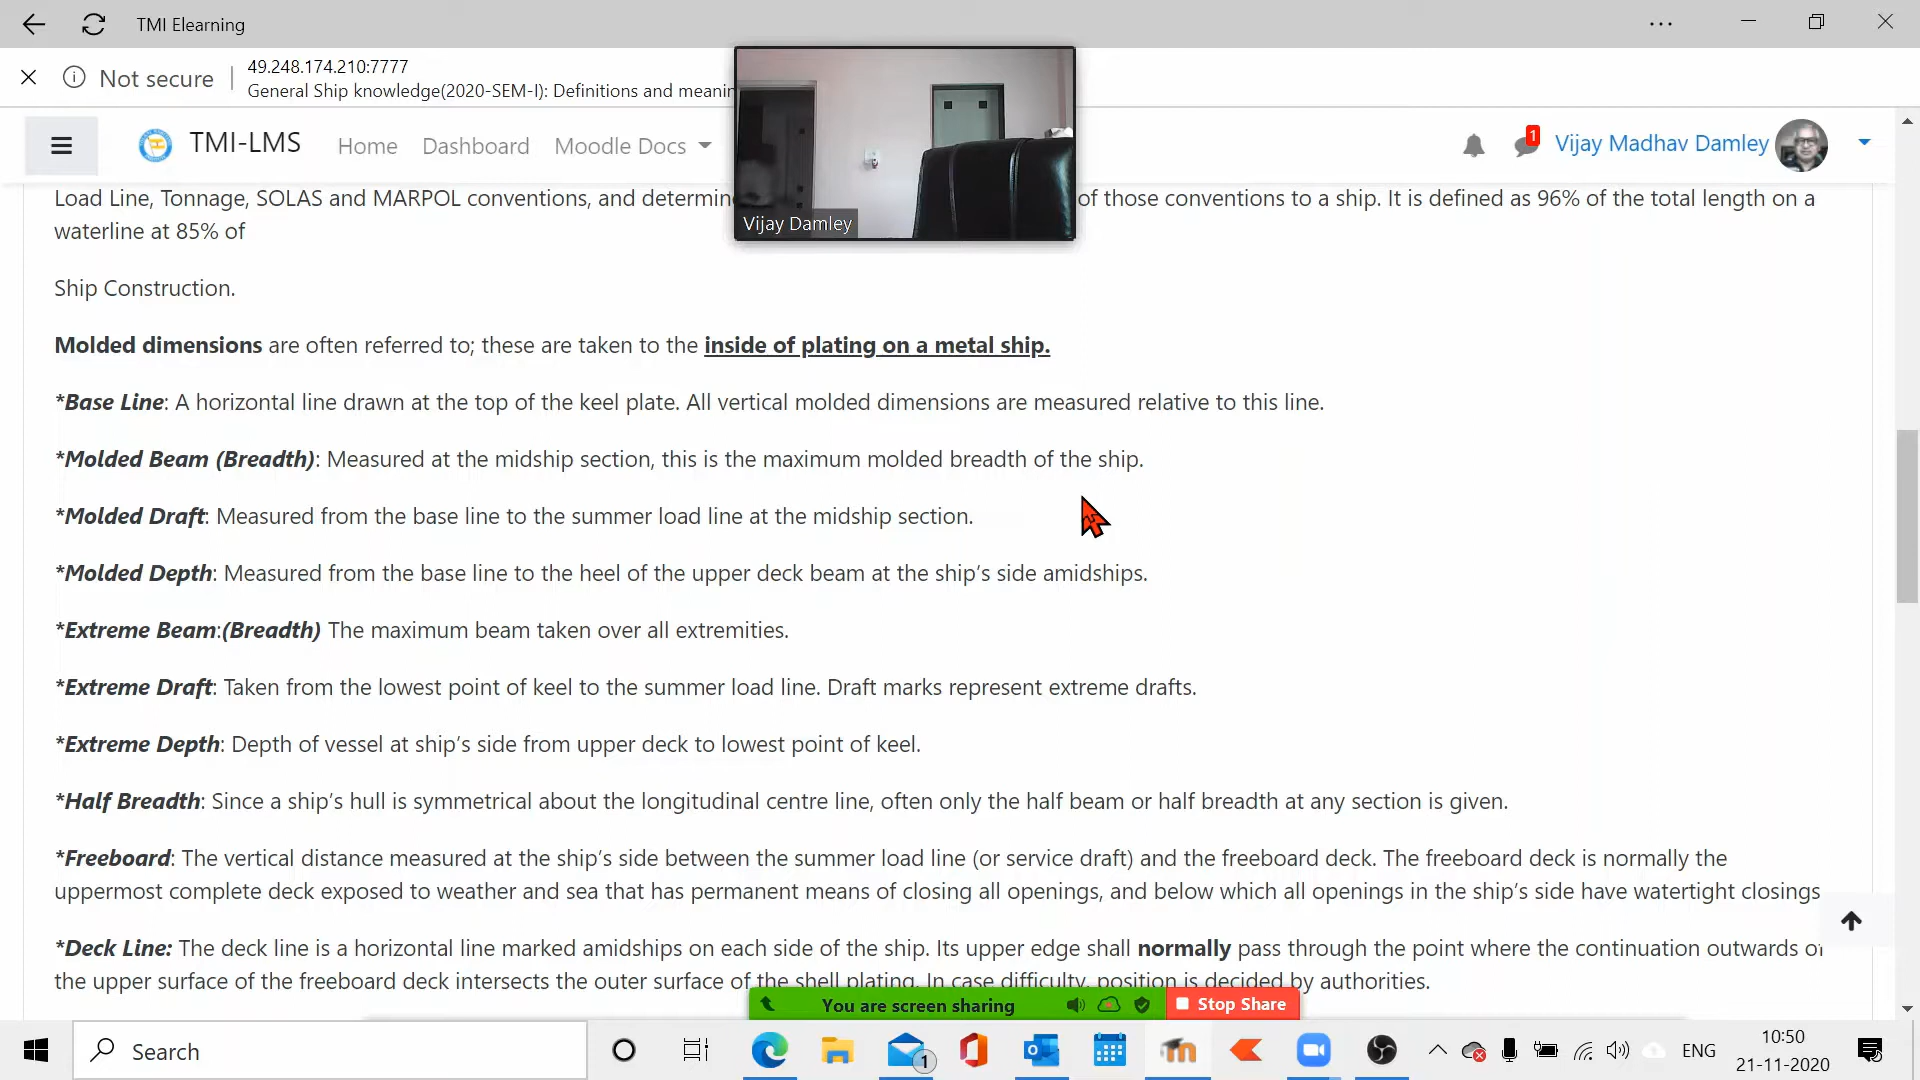 TMI Elearning
Not secure
49.248.174.210:7777
General Ship knowledge(2020-SEM-I): Definitions and
TMI-LMS
Home
Dashboard
Moodle Docs
1
Vijay Madhav Damley
Vijay Damley
Load Line, Tonnage, SOLAS and MARPOL conventions, and of those conventions to a ship. It is defined as 96% of the total length on a
waterline at 85% of
Ship Construction.
Molded dimensions are often referred to; these are taken to the inside of plating on a metal ship.
*Base Line: A horizontal line drawn at the top of the keel plate. All vertical molded dimensions are measured relative to this line.
*Molded Beam (Breadth): Measured at the midship section, this is the maximum molded breadth of the ship.
*Molded Draft: Measured from the base line to the summer load line at the midship section.
*Molded Depth: Measured from the base line to the heel of the upper deck beam at the ship’s side amidships.
*Extreme Beam:(Breadth) The maximum beam taken over all extremities.
*Extreme Draft: Taken from the lowest point of keel to the summer load line. Draft marks represent extreme drafts.
*Extreme Depth: Depth of vessel at ship’s side from upper deck to lowest point of keel.
*Half Breadth: Since a ship’s hull is symmetrical about the longitudinal centre line, often only the half beam or half breadth at any section is given.
*Freeboard: The vertical distance measured at the ship’s side between the summer load line (or service draft) and the freeboard deck. The freeboard deck is normally the
uppermost complete deck exposed to weather and sea that has permanent means of closing all openings, and below which all openings in the ship’s side have watertight closings
*Deck Line: The deck line is a horizontal line marked amidships on each side of the ship. Its upper edge shall normally pass through the point where the continuation outwards of
the upper surface of the freeboard deck intersects the outer surface of the shell plating. In case difficulty, position is decided by authorities.
You are screen sharing
Stop Share
Search
1
ENG
10:50
21-11-2020